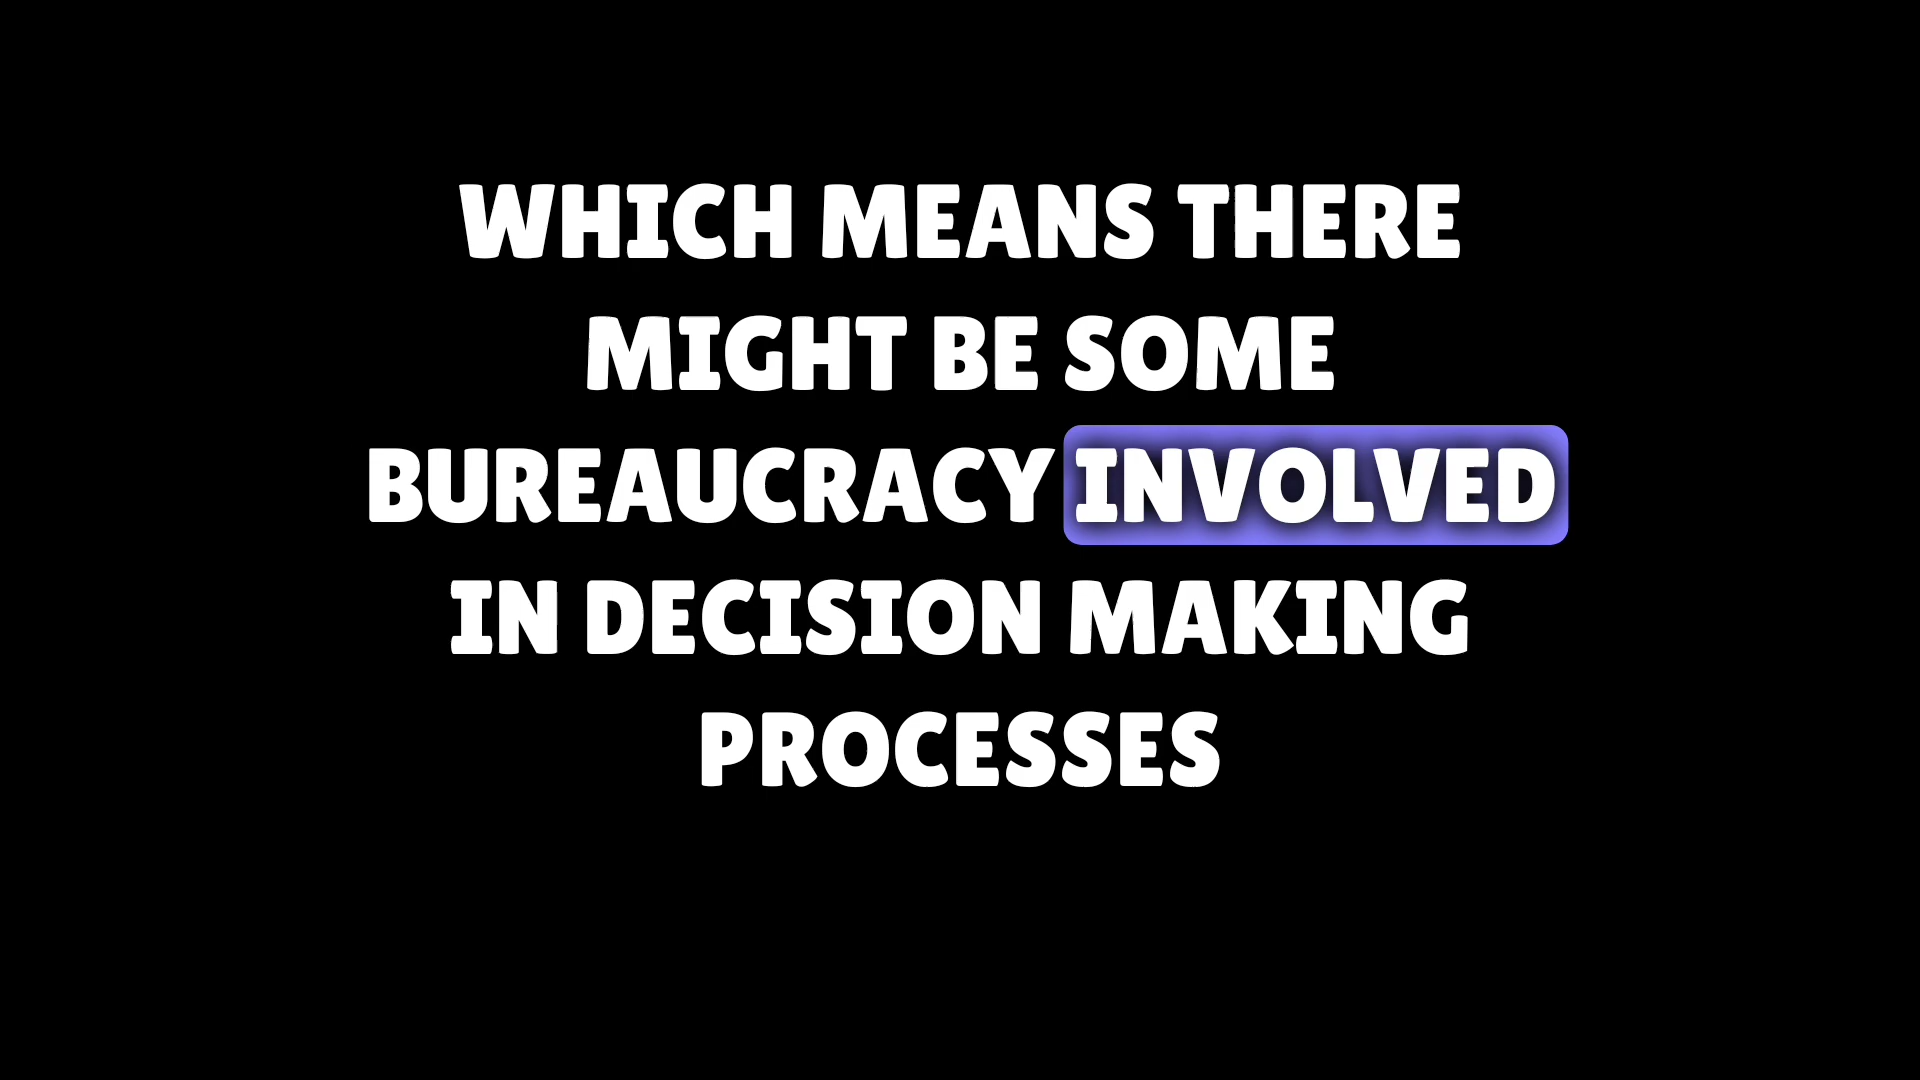 WHICH MEANS THERE
MIGHT BE SOME
BUREAUCRACY INVOLVED
IN DECISION MAKING
PROCESSES